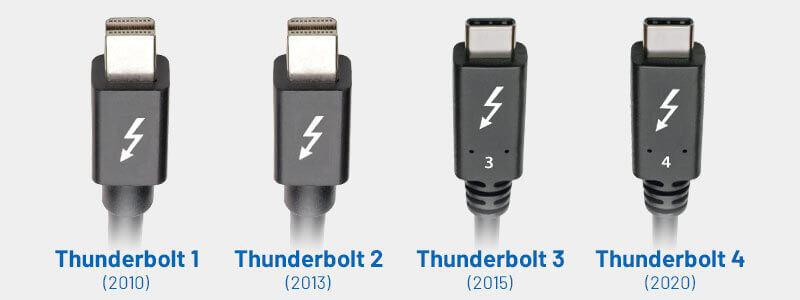 3
4
Thunderbolt 1
(2010)
Thunderbolt 2
(2013)
Thunderbolt 3
(2015)
Thunderbolt 4
(2020)